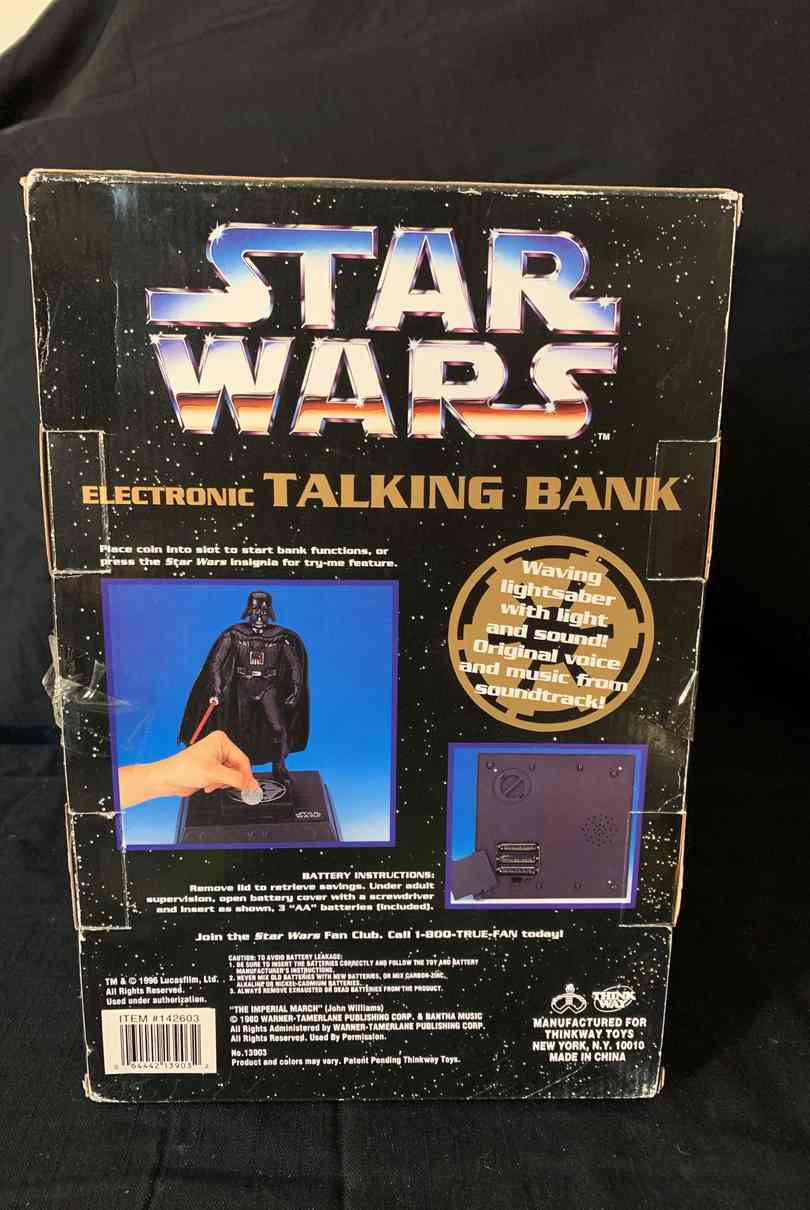 STAR
WARS
TM
ELECTRONIC TALKING BANK
Place coin into slot to start bank functions, or
press the Star Wars insignia for try-me feature.
Waving
lightsaber
with light
and sound!
Original voice
and music from
soundtrack!
STAR
WARS
BATTERY INSTRUCTIONS:
Remove lid to retrieve savings. Under adult
supervision, open battery cover with a screwdriver
and insert as shown, 3 "AA" batteries (included).
Join the Star Wars Fan Club. Call 1-800-TRUE-FAN today!
CAUTION: TO AVOID BATTERY LEAKAGE:
1. BE SURE TO INSERT THE BATTERIES CORRECTLY AND FOLLOW THE TOY AND BATTERY
MANUFACTURER'S INSTRUCTIONS.
2. NEVER MIX OLD BATTERIES WITH NEW BATTERIES, OR MIX CARBON-ZINC,
ALKALINE OR NICKEL-CADMIUM BATTERIES.
3. ALWAYS REMOVE EXHAUSTED OR DEAD BATTERIES FROM THE PRODUCT.
TM & © 1996 Lucasfilm, Ltd.
All Rights Reserved.
Used under authorization.
ITEM #142603
0 64442 13903 2
"THE IMPERIAL MARCH" (John Williams)
© 1980 WARNER-TAMERLANE PUBLISHING CORP. & BANTHA MUSIC
All Rights Administered by WARNER-TAMERLANE PUBLISHING CORP.
All Rights Reserved. Used By Permission.
No.13903
Product and colors may vary. Patent Pending Thinkway Toys.
THINK
WAY
MANUFACTURED FOR
THINKWAY TOYS
NEW YORK, N.Y. 10010
MADE IN CHINA